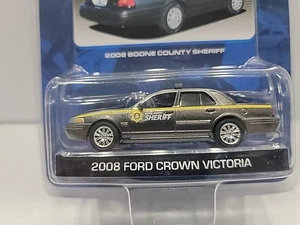 2008 BOONE COUNTY SHERIFF
SHERIFF
2008 FORD CROWN VICTORIA